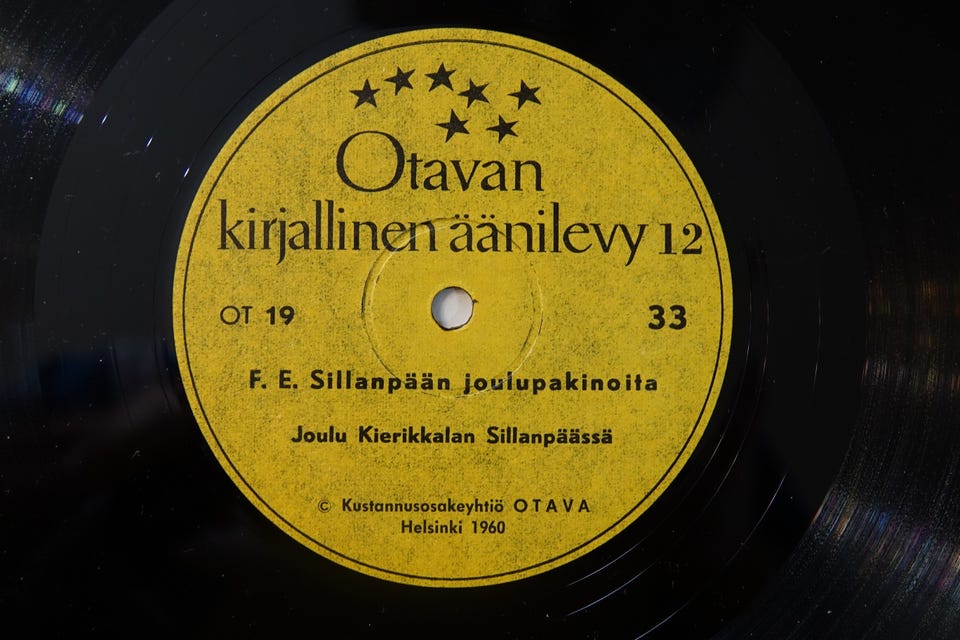 Otavan
kirjallinen äänilevy 12
OT 19 33
F. E. Sillanpään joulupakinoita
Joulu Kierikkalan Sillanpäässä
© Kustannusosakeyhtiö OTAVA
Helsinki 1960